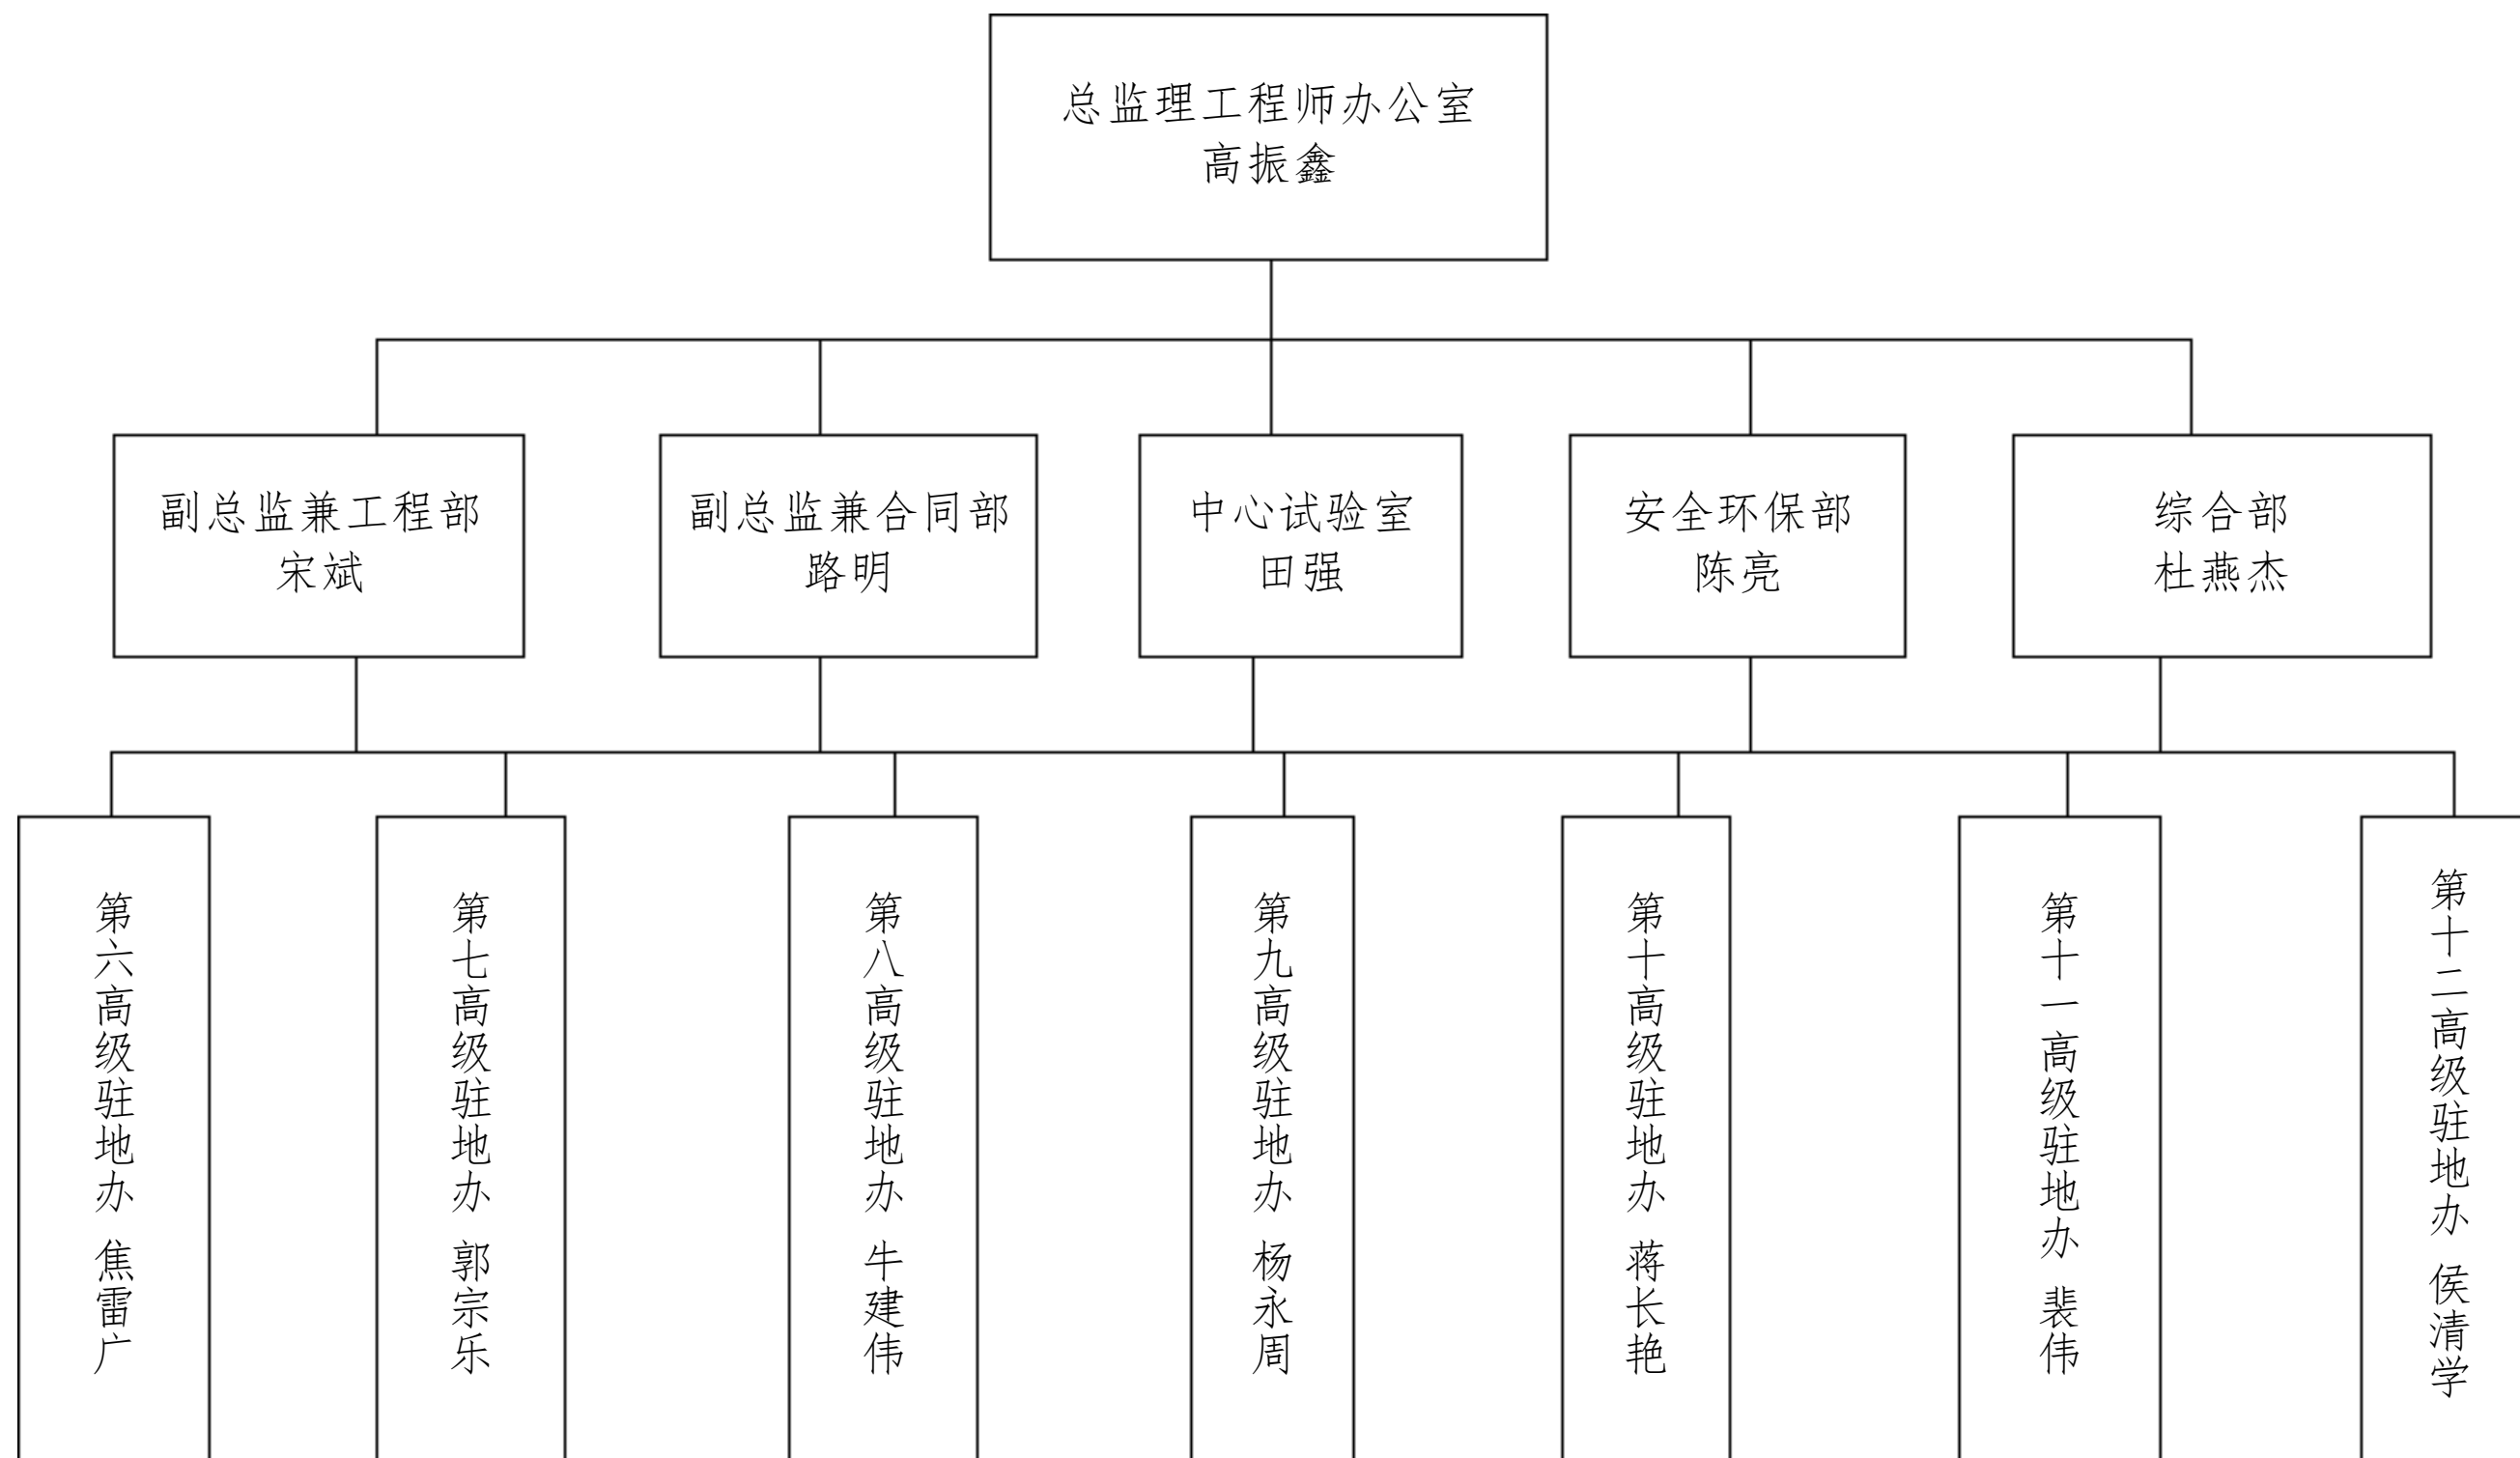 总监理工程师办公室
高振鑫
副总监兼工程部
宋斌
副总监兼合同部
路明
中心试验室
田强
安全环保部
陈亮
综合部
杜燕杰
第六高级驻地办 焦雷广
第七高级驻地办 郭宗乐
第八高级驻地办 牛建伟
第九高级驻地办 杨永周
第十高级驻地办 蒋长艳
第十一高级驻地办 裴伟
第十二高级驻地办 侯清学